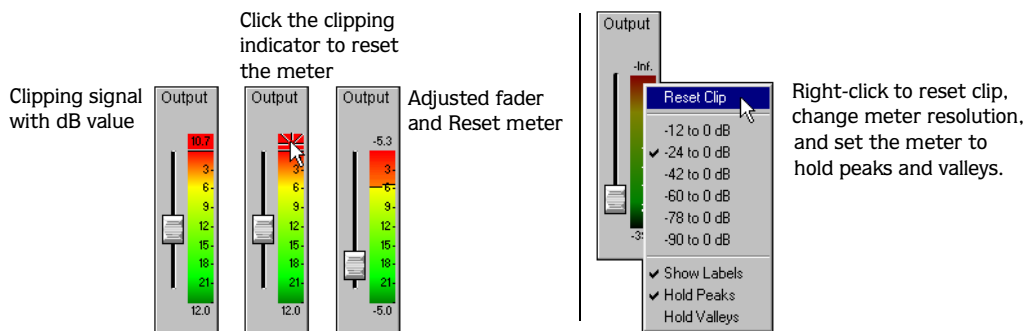 Click the clipping
indicator to reset
the meter
Clipping signal
with dB value
Output
10.7
3-
6-
9-
12-
15-
18-
21-
12.0
Output
3-
6-
9-
12-
15-
18-
21-
12.0
Output
-5.3
3-
6-
9-
12-
15-
18-
21-
-5.0
Adjusted fader
and Reset meter
Output
-Inf.
Reset Clip
-12 to 0 dB
-24 to 0 dB
-42 to 0 dB
-60 to 0 dB
-78 to 0 dB
-90 to 0 dB
Show Labels
Hold Peaks
Hold Valleys
Right-click to reset clip,
change meter resolution,
and set the meter to
hold peaks and valleys.